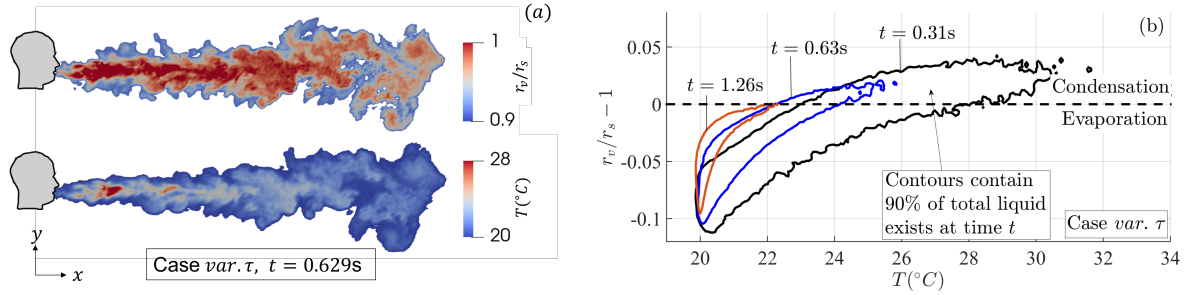 (a)
1
r_v/r_s
0.9
28
T(°C)
20
y
x
Case var. τ, t = 0.629s
(b)
t = 0.31s
t = 0.63s
t = 1.26s
Condensation
Evaporation
Contours contain
90% of total liquid
exists at time t
Case var. τ
r_v/r_s − 1
0.05
0
-0.05
-0.1
20 22 24 26 28 30 32 34
T(°C)